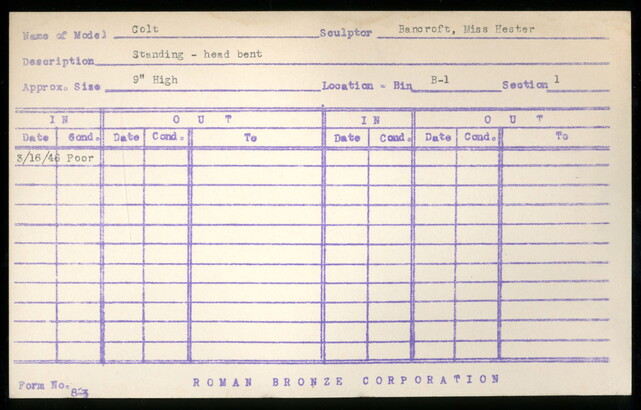 Name of Model Colt Sculptor Bancroft, Miss Hester
Description Standing - head bent
Approx. Size 9" High Location - Bin B-1 Section 1
IN OUT IN OUT
Date Cond. Date Cond. To Date Cond. Date Cond. To
3/16/46 Poor
Form No. 8-3 ROMAN BRONZE CORPORATION